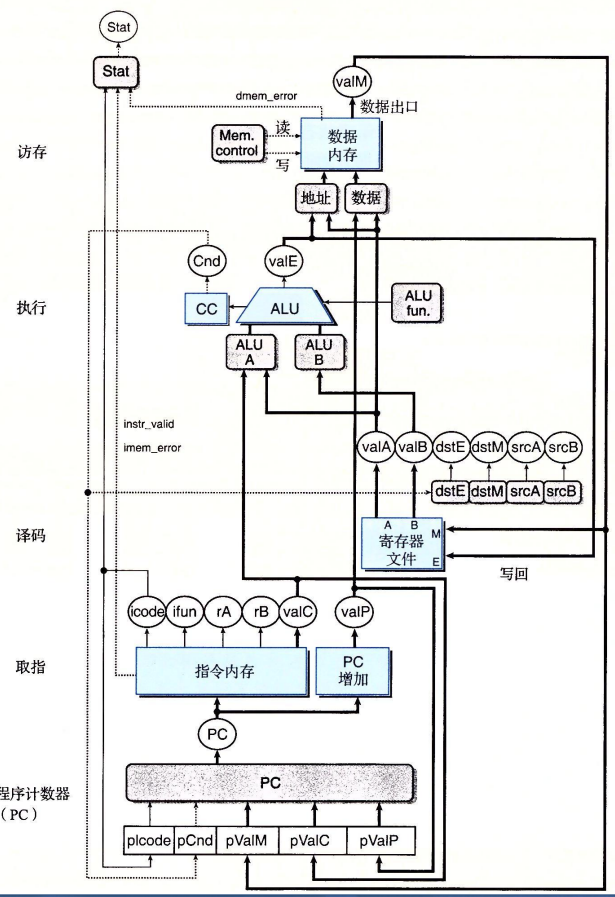 Stat
Stat
dmem_error
valM
数据出口
访存
Mem.
control
读
写
数据
内存
地址
数据
Cnd
valE
执行
CC
ALU
ALU
fun.
ALU
A
ALU
B
instr_valid
imem_error
valA
valB
dstE
dstM
srcA
srcB
dstE
dstM
srcA
srcB
译码
A
B
M
E
寄存器
文件
写回
icode
ifun
rA
rB
valC
valP
取指
指令内存
PC
增加
PC
程序计数器
（PC）
PC
pIcode
pCnd
pValM
pValC
pValP